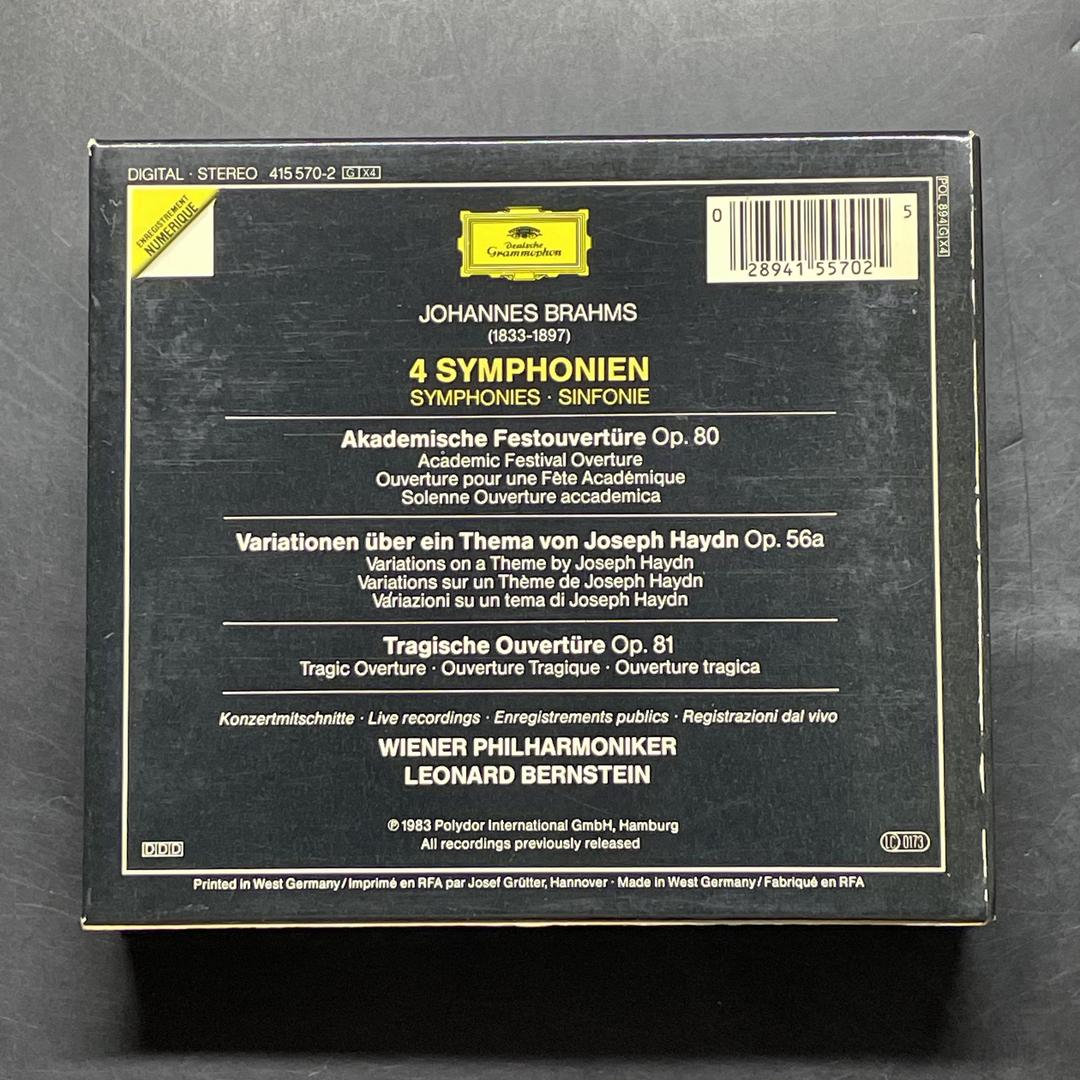 DIGITAL · STEREO 415 570-2 G I X4
ENREGISTREMENT
NUMÉRIQUE
Deutsche
Grammophon
0 28941 55702 5
POL 894 G X4
JOHANNES BRAHMS
(1833-1897)
4 SYMPHONIEN
SYMPHONIES · SINFONIE
Akademische Festouvertüre Op. 80
Academic Festival Overture
Ouverture pour une Fête Académique
Solenne Ouverture accademica
Variationen über ein Thema von Joseph Haydn Op. 56a
Variations on a Theme by Joseph Haydn
Variations sur un Thème de Joseph Haydn
Variazioni su un tema di Joseph Haydn
Tragische Ouvertüre Op. 81
Tragic Overture · Ouverture Tragique · Ouverture tragica
Konzertmitschnitte · Live recordings · Enregistrements publics · Registrazioni dal vivo
WIENER PHILHARMONIKER
LEONARD BERNSTEIN
℗ 1983 Polydor International GmbH, Hamburg
All recordings previously released
DDD
LC 0173
Printed in West Germany / Imprimé en RFA par Josef Grütter, Hannover · Made in West Germany / Fabriqué en RFA